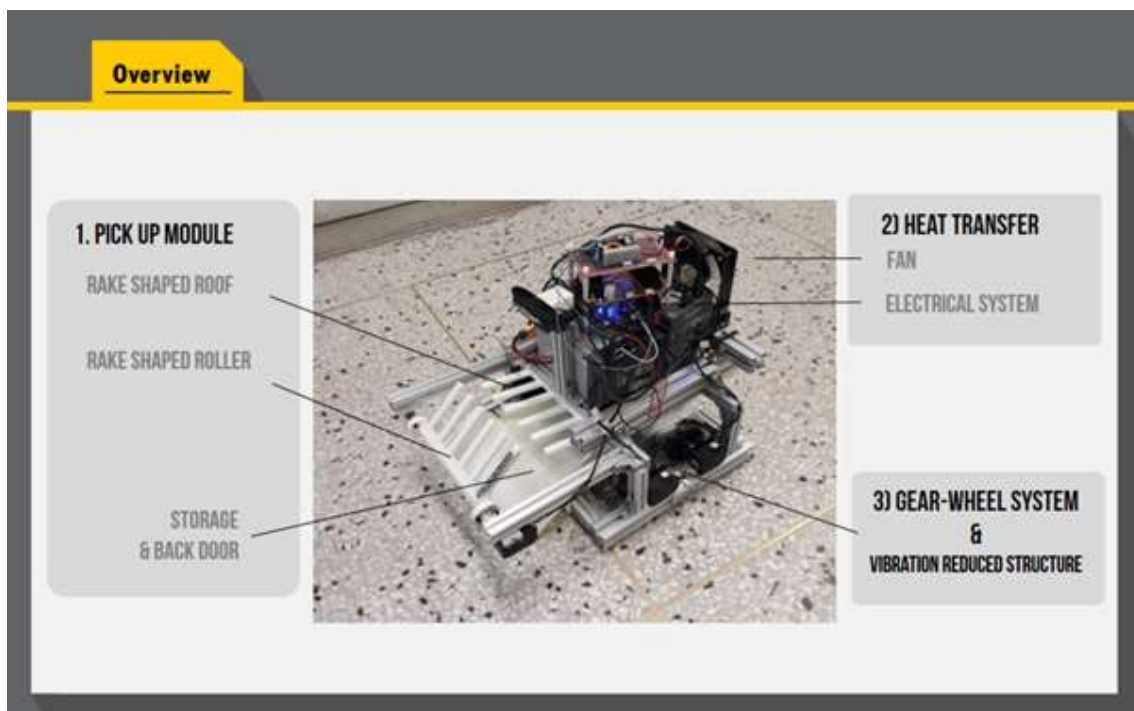 Overview
1. PICK UP MODULE
RAKE SHAPED ROOF
RAKE SHAPED ROLLER
STORAGE
& BACK DOOR
2) HEAT TRANSFER
FAN
ELECTRICAL SYSTEM
3) GEAR-WHEEL SYSTEM
&
VIBRATION REDUCED STRUCTURE